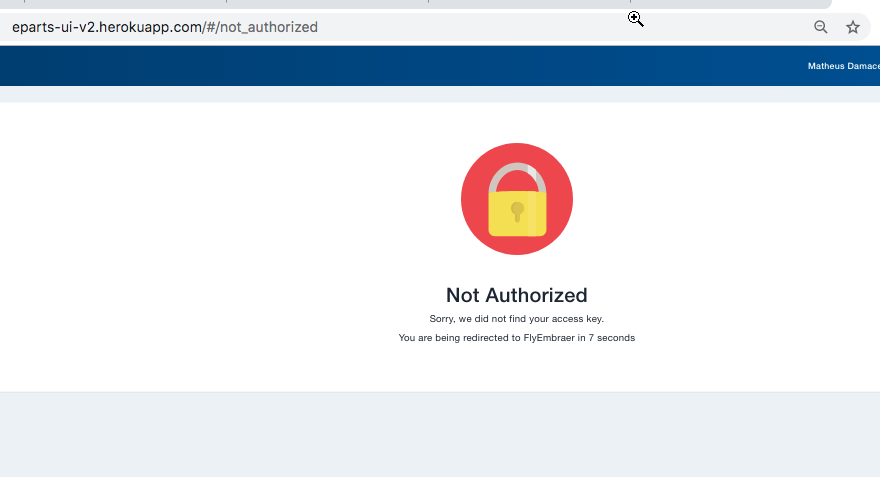 eparts-ui-v2.herokuapp.com/#/not_authorized
Matheus
Not Authorized
Sorry, we did not find your access key.
You are being redirected to FlyEmbraer in 7 seconds